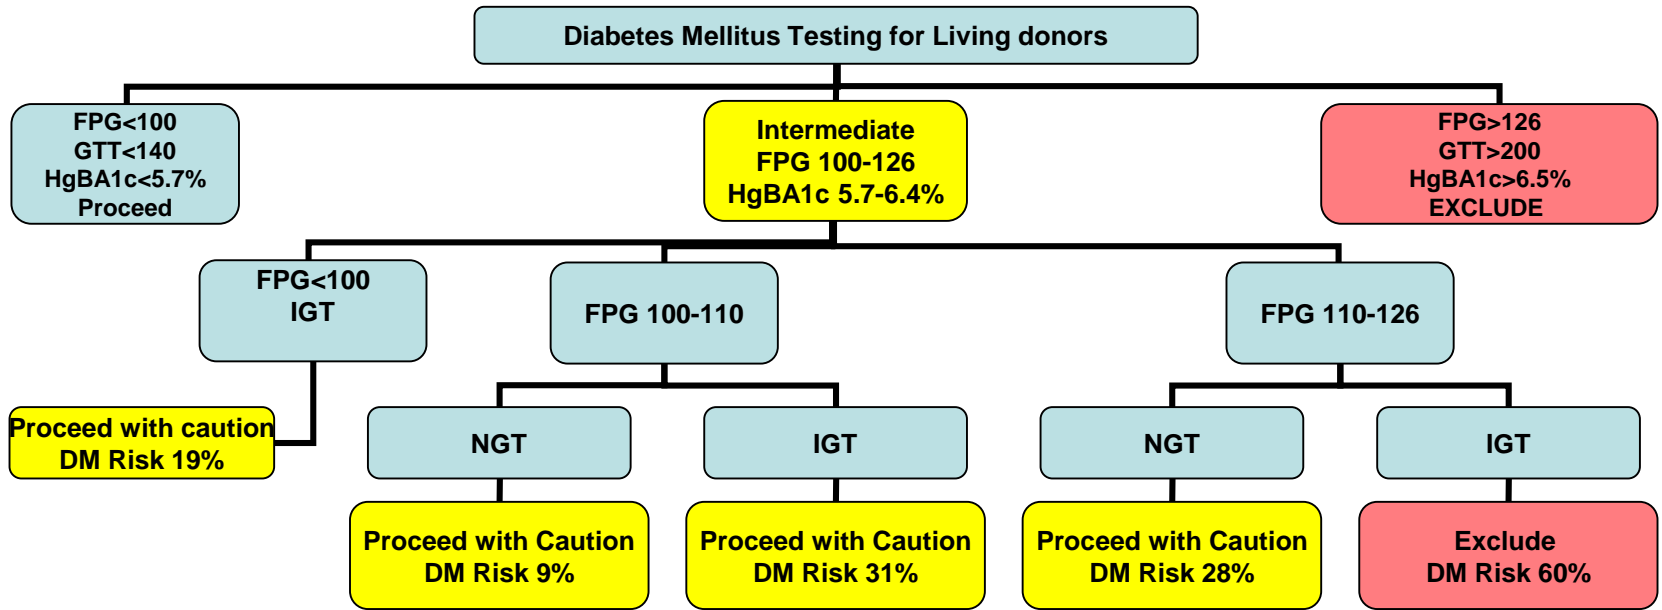 Diabetes Mellitus Testing for Living donors
FPG<100
GTT<140
HgBA1c<5.7%
Proceed
Intermediate
FPG 100-126
HgBA1c 5.7-6.4%
FPG>126
GTT>200
HgBA1c>6.5%
EXCLUDE
FPG<100
IGT
FPG 100-110
FPG 110-126
Proceed with caution
DM Risk 19%
NGT
IGT
NGT
IGT
Proceed with Caution
DM Risk 9%
Proceed with Caution
DM Risk 31%
Proceed with Caution
DM Risk 28%
Exclude
DM Risk 60%